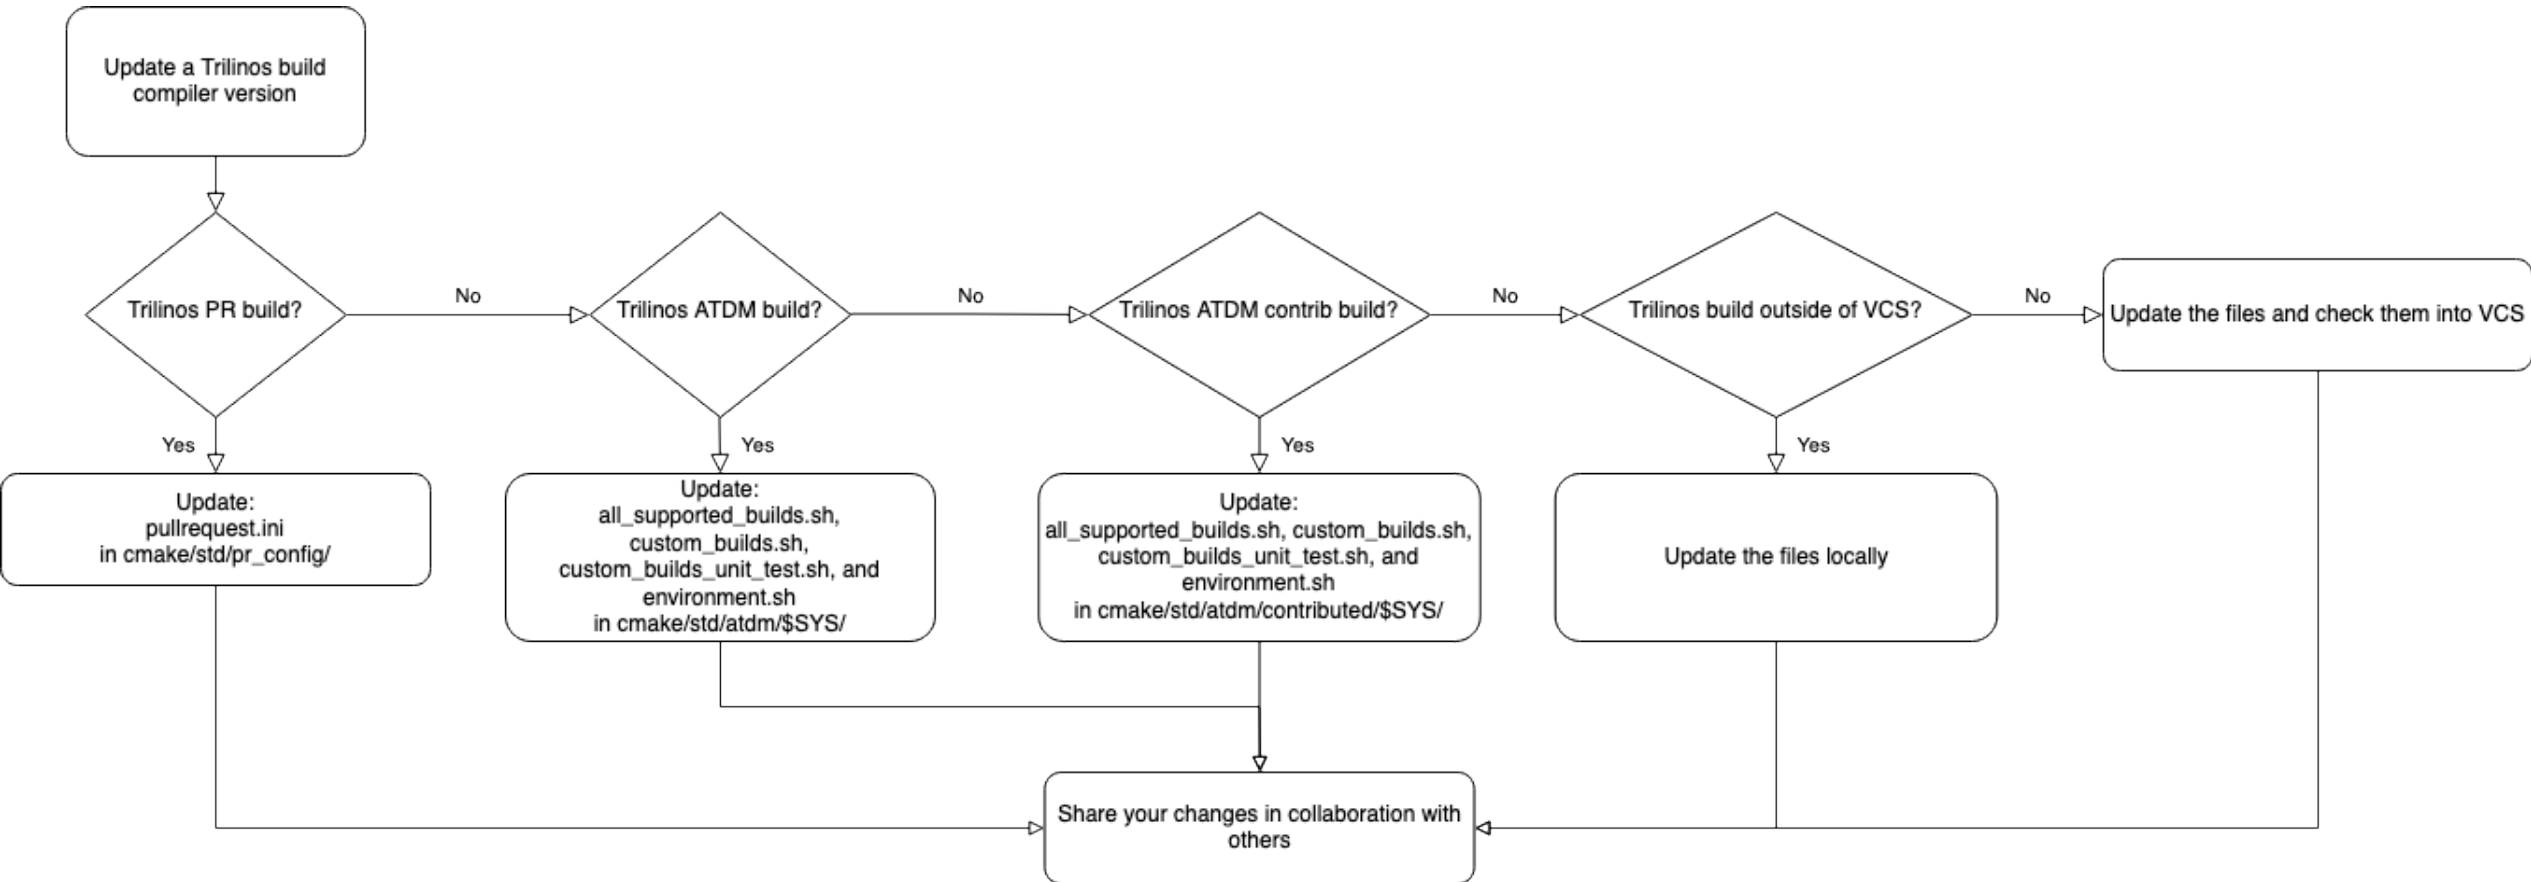 Update a Trilinos build
compiler version
Trilinos PR build?
No
Trilinos ATDM build?
No
Trilinos ATDM contrib build?
No
Trilinos build outside of VCS?
No
Update the files and check them into VCS
Yes
Yes
Yes
Yes
Update:
pullrequest.ini
in cmake/std/pr_config/
Update:
all_supported_builds.sh,
custom_builds.sh,
custom_builds_unit_test.sh, and
environment.sh
in cmake/std/atdm/$SYS/
Update:
all_supported_builds.sh, custom_builds.sh,
custom_builds_unit_test.sh, and
environment.sh
in cmake/std/atdm/contributed/$SYS/
Update the files locally
Share your changes in collaboration with
others